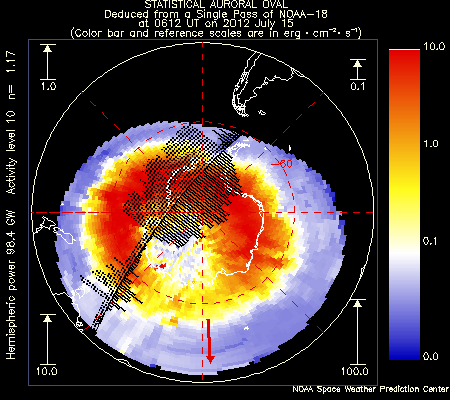 STATISTICAL AURORAL OVAL
Deduced from a Single Pass of NOAA-18
at 0612 UT on 2012 July 15
(Color bar and reference scales are in erg · cm⁻² · s⁻¹)
Hemispheric power 98.4 GW Activity level 10 n= 1.17
1.0
0.1
10.0
100.0
-60
10.0
1.0
0.1
0.0
NOAA Space Weather Prediction Center